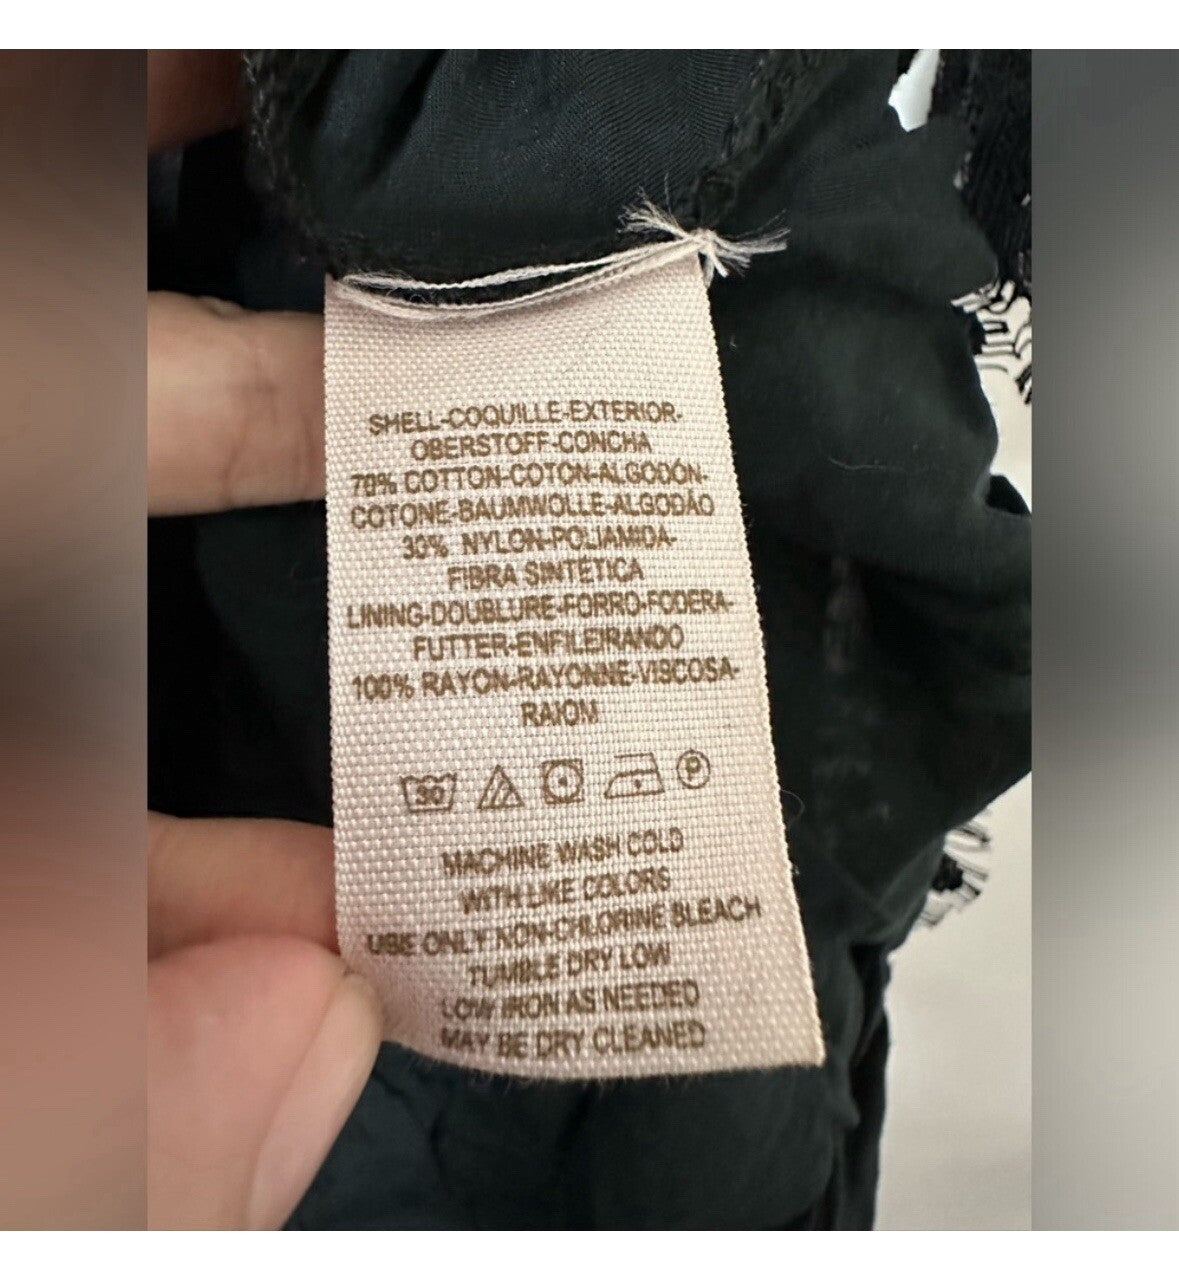 SHELL-COQUILLE-EXTERIOR-
OBERSTOFF-CONCHA
70% COTTON-COTON-ALGODÓN-
COTONE-BAUMWOLLE-ALGODÃO
30% NYLON-POLIAMIDA-
FIBRA SINTETICA
LINING-DOUBLURE-FORRO-FODERA-
FUTTER-ENFILEIRANDO
100% RAYON-RAYONNE-VISCOSA-
RAIOM
30 P
MACHINE WASH COLD
WITH LIKE COLORS
USE ONLY NON-CHLORINE BLEACH
TUMBLE DRY LOW
LOW IRON AS NEEDED
MAY BE DRY CLEANED